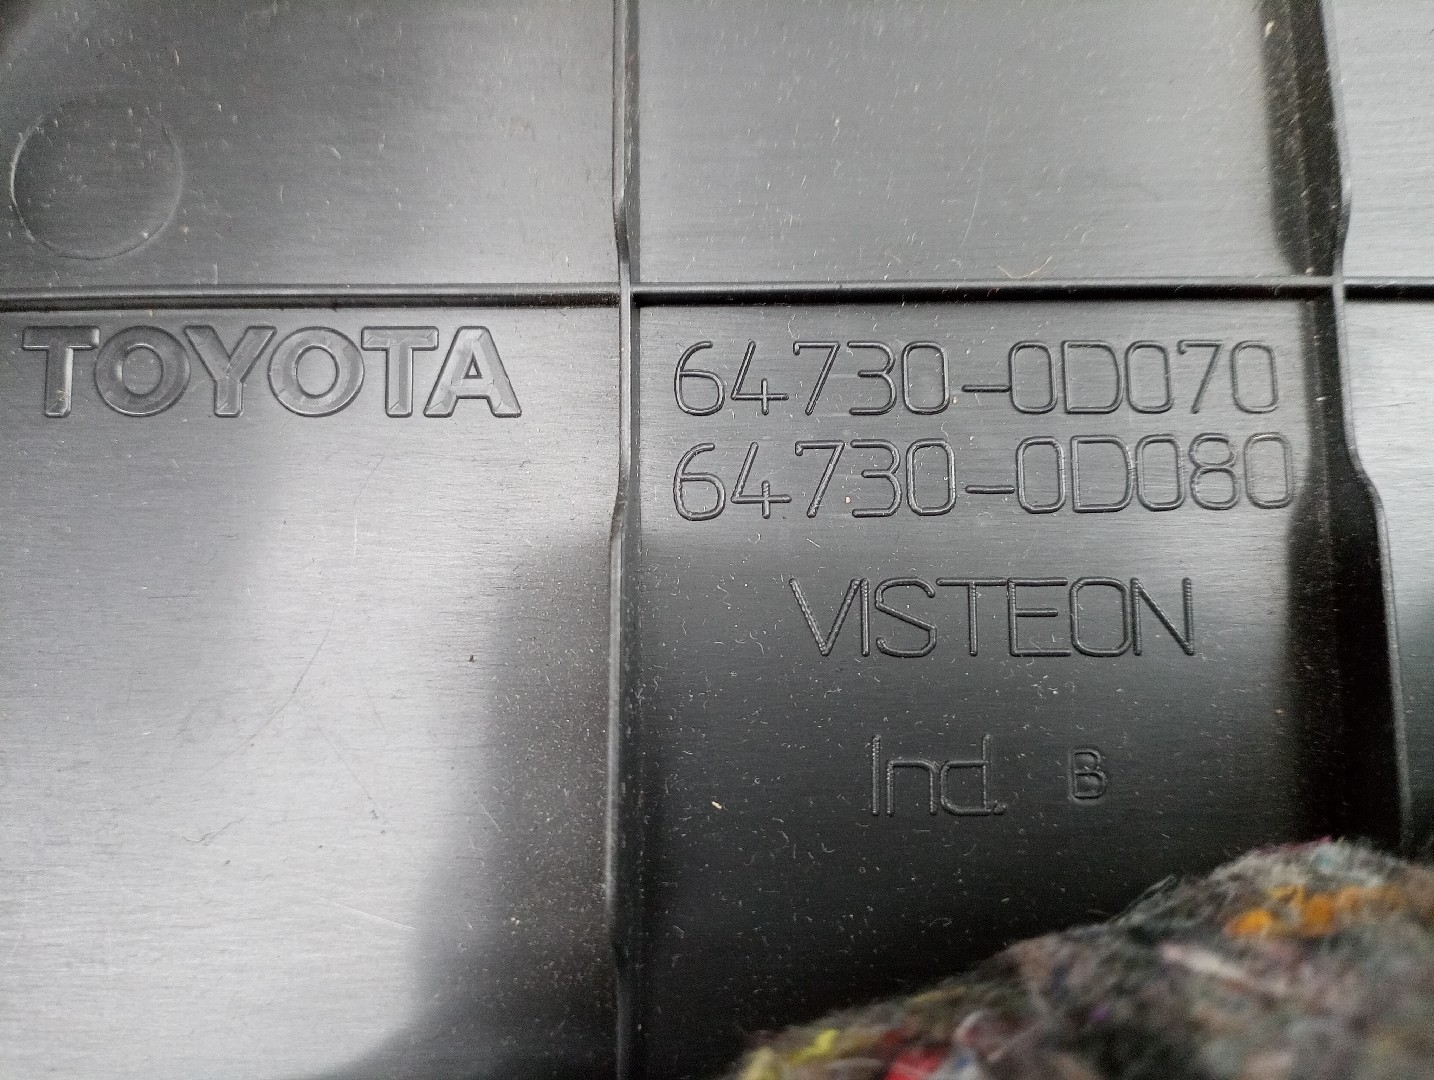 TOYOTA
64730-0D070
64730-0D080
VISTEON
Ind. B